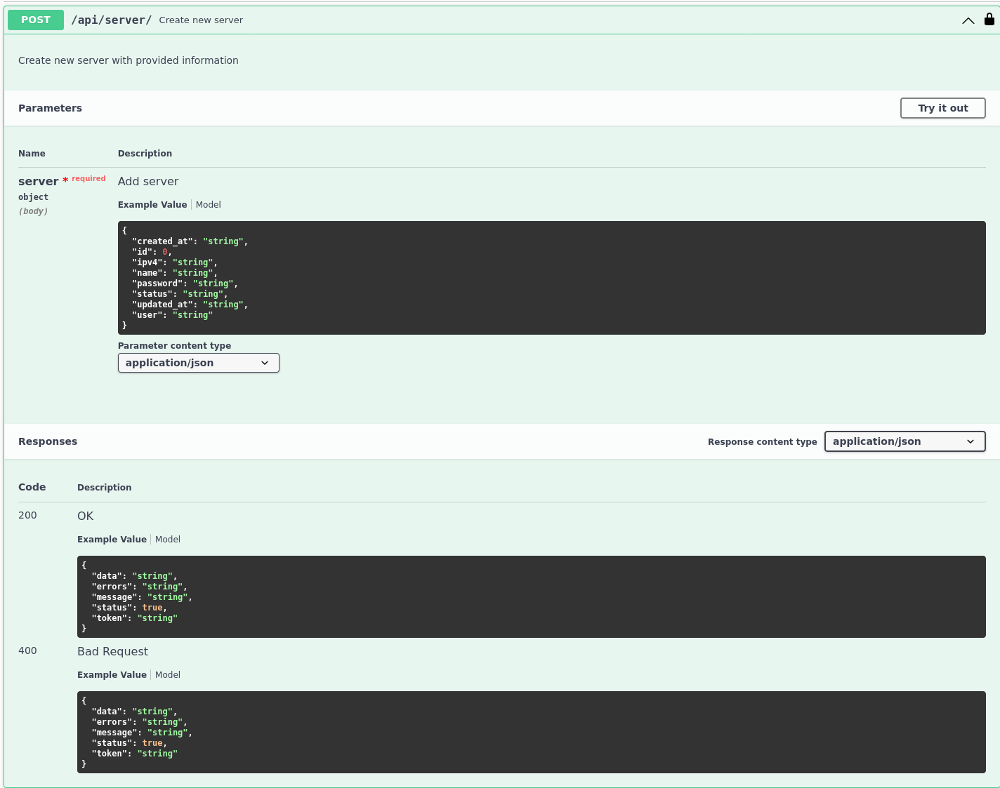 POST /api/server/ Create new server
Create new server with provided information
Parameters
Try it out
Name Description
server * required
object
(body)
Add server
Example Value Model
{
  "created_at": "string",
  "id": 0,
  "ipv4": "string",
  "name": "string",
  "password": "string",
  "status": "string",
  "updated_at": "string",
  "user": "string"
}
Parameter content type
application/json
Responses
Response content type application/json
Code Description
200 OK
Example Value Model
{
  "data": "string",
  "errors": "string",
  "message": "string",
  "status": true,
  "token": "string"
}
400 Bad Request
Example Value Model
{
  "data": "string",
  "errors": "string",
  "message": "string",
  "status": true,
  "token": "string"
}